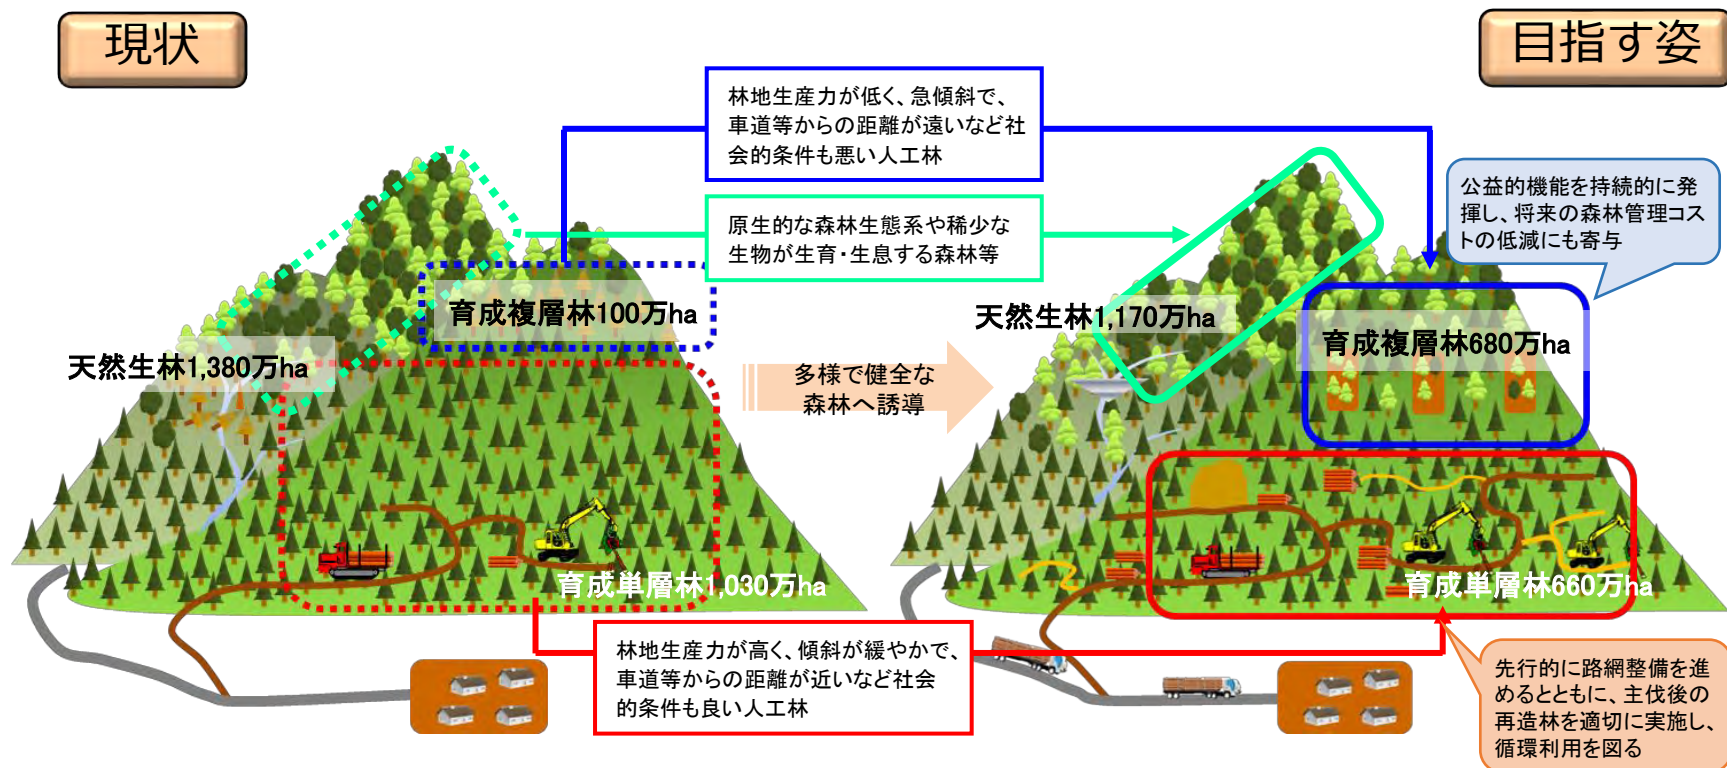 現状
目指す姿
林地生産力が低く、急傾斜で、
車道等からの距離が遠いなど社
会的条件も悪い人工林
原生的な森林生態系や稀少な
生物が生育・生息する森林等
公益的機能を持続的に発
揮し、将来の森林管理コス
トの低減にも寄与
育成複層林100万ha
天然生林1,380万ha
天然生林1,170万ha
育成複層林680万ha
多様で健全な
森林へ誘導
育成単層林1,030万ha
育成単層林660万ha
林地生産力が高く、傾斜が緩やかで、
車道等からの距離が近いなど社会
的条件も良い人工林
先行的に路網整備を進
めるとともに、主伐後の
再造林を適切に実施し、
循環利用を図る